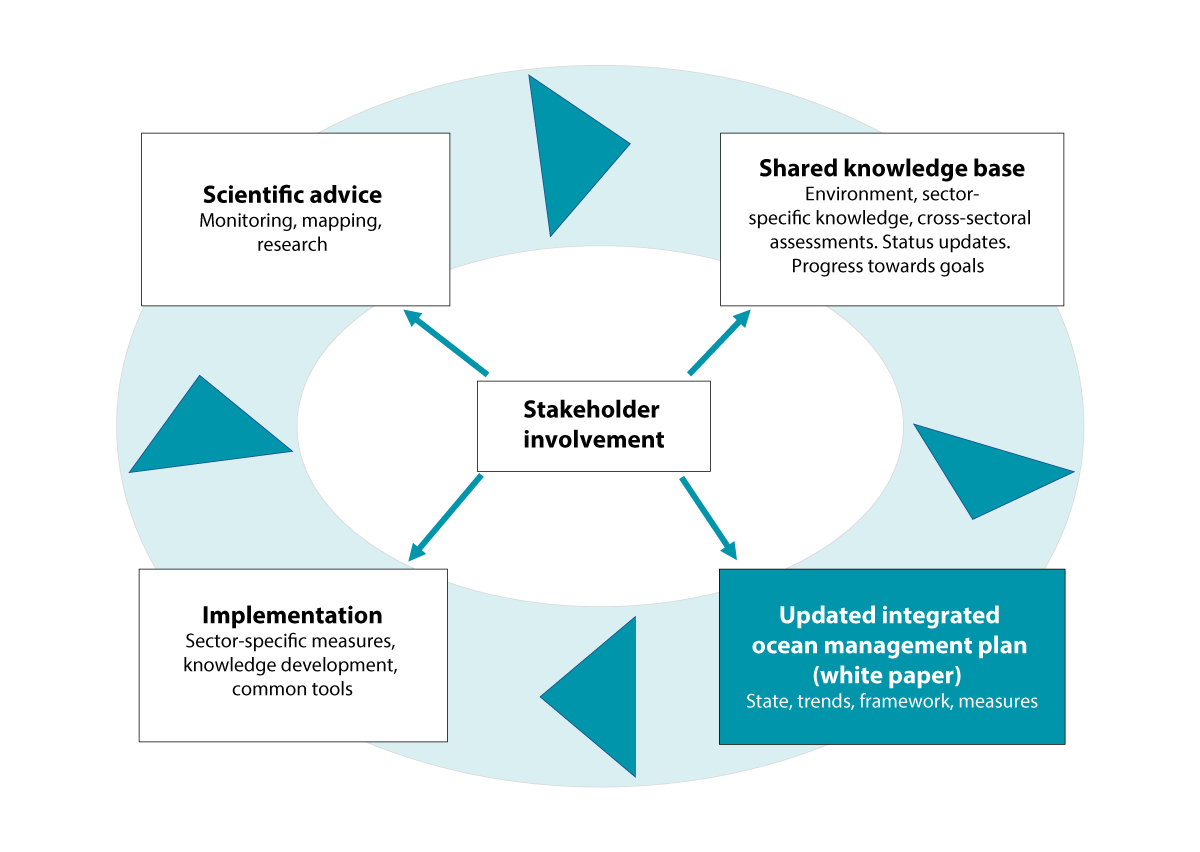 Scientific advice
Monitoring, mapping,
research
Shared knowledge base
Environment, sector-
specific knowledge, cross-sectoral
assessments. Status updates.
Progress towards goals
Stakeholder
involvement
Implementation
Sector-specific measures,
knowledge development,
common tools
Updated integrated
ocean management plan
(white paper)
State, trends, framework, measures